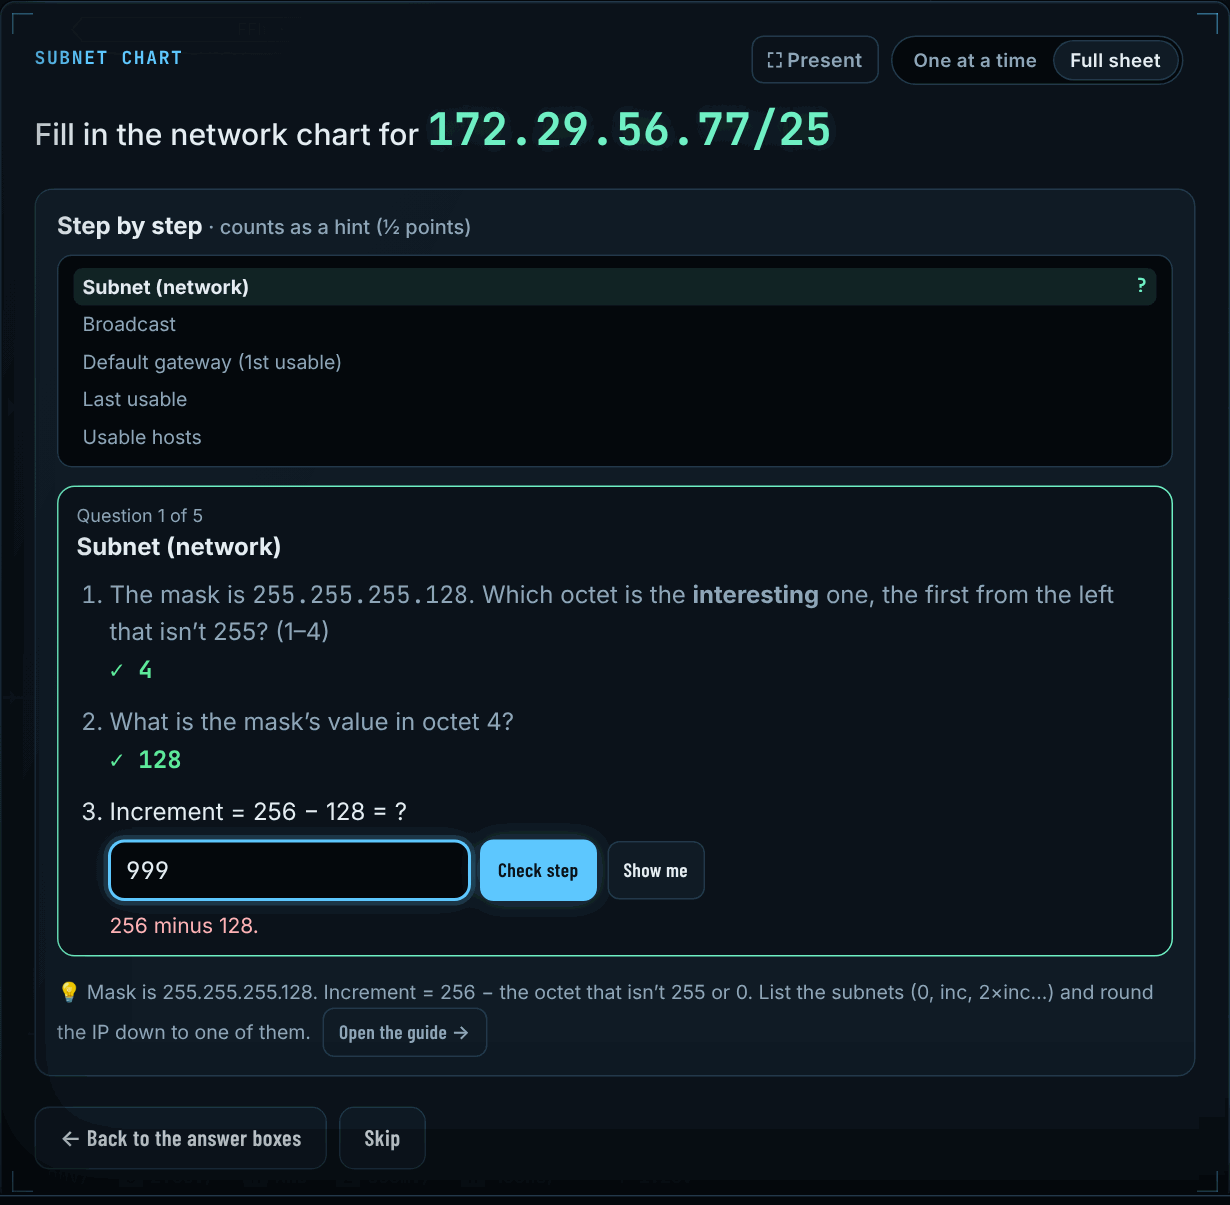 SUBNET CHART
Present
One at a time
Full sheet
Fill in the network chart for 172.29.56.77/25
Step by step · counts as a hint (½ points)
Subnet (network)
?
Broadcast
Default gateway (1st usable)
Last usable
Usable hosts
Question 1 of 5
Subnet (network)
1. The mask is 255.255.255.128. Which octet is the interesting one, the first from the left
that isn’t 255? (1–4)
✓ 4
2. What is the mask’s value in octet 4?
✓ 128
3. Increment = 256 − 128 = ?
999
Check step
Show me
256 minus 128.
💡 Mask is 255.255.255.128. Increment = 256 − the octet that isn’t 255 or 0. List the subnets (0, inc, 2×inc…) and round
the IP down to one of them. Open the guide →
← Back to the answer boxes
Skip